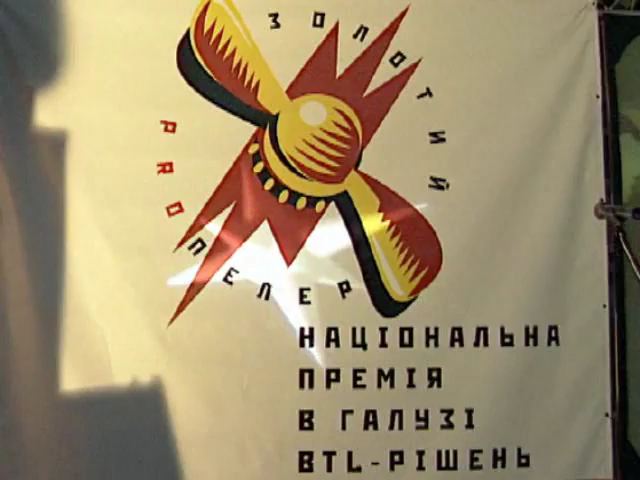 ЗОЛОТИЙ
PROПЕЛЕР
НАЦІОНАЛЬНА
ПРЕМІЯ
В ГАЛУЗІ
BTL-РІШЕНЬ